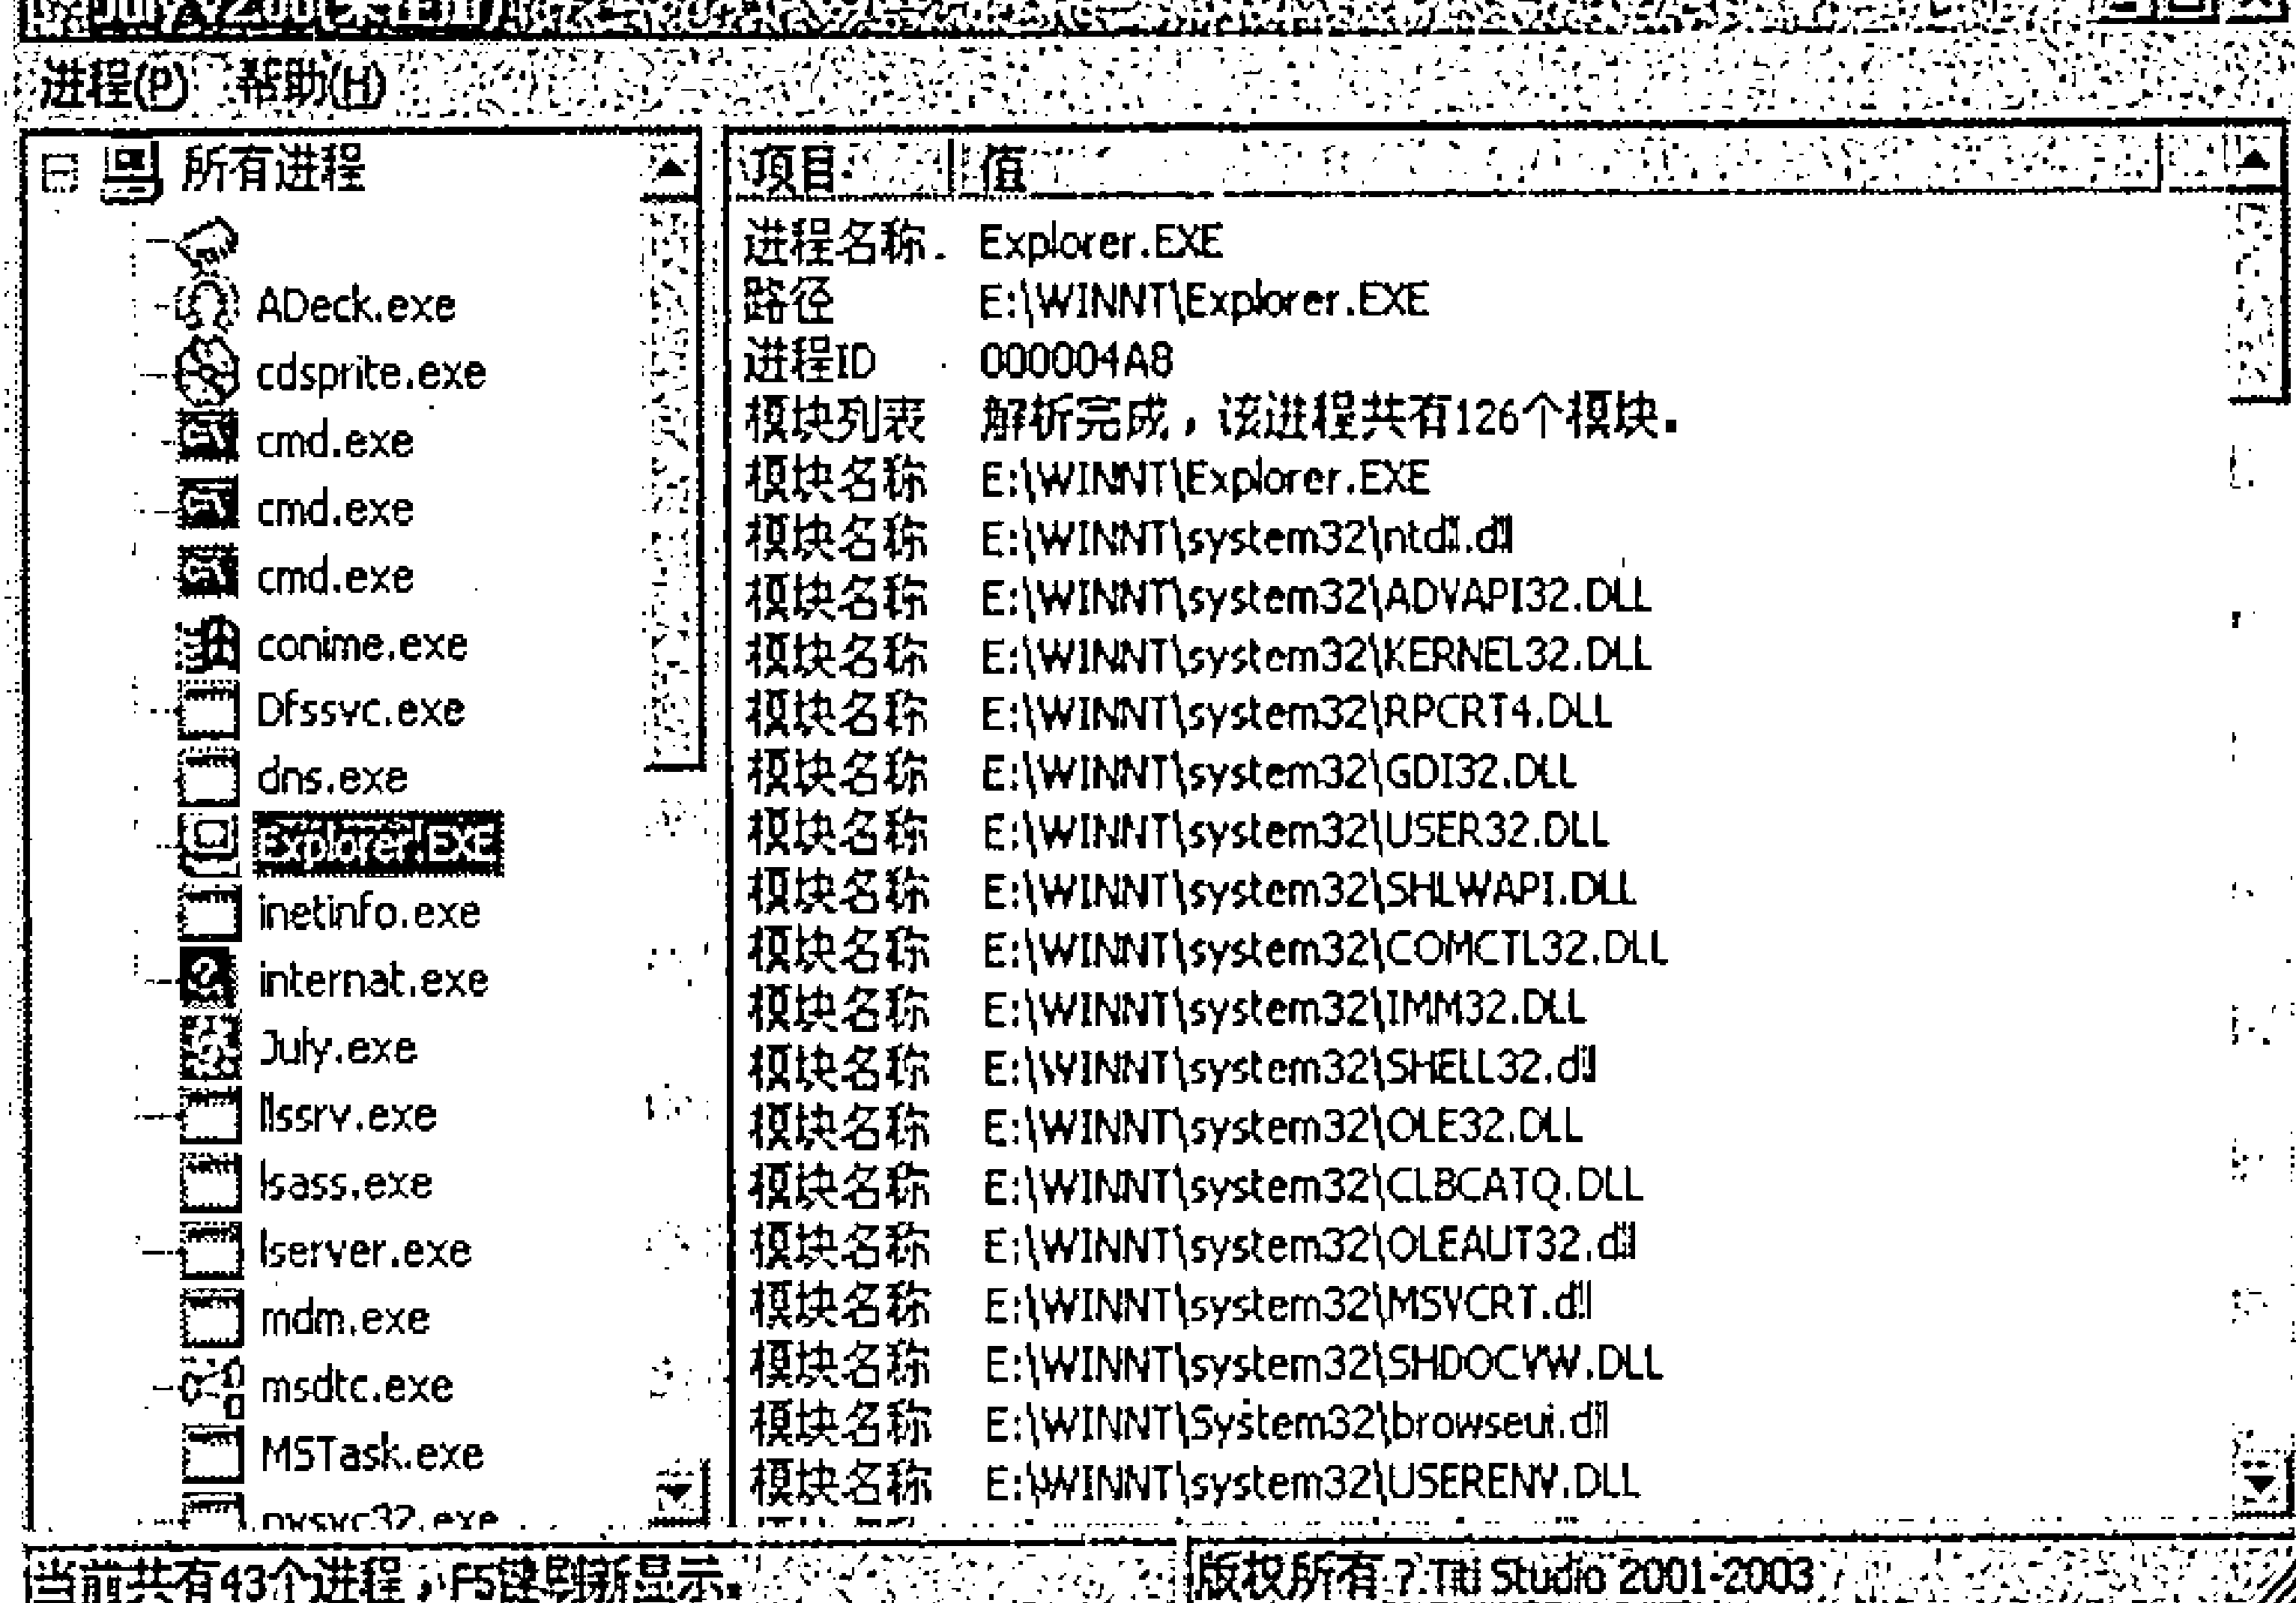 进程(P) 帮助(H)
所有进程
ADeck.exe
cdsprite.exe
cmd.exe
cmd.exe
cmd.exe
conime.exe
Dfssvc.exe
dns.exe
Explorer.EXE
inetinfo.exe
internat.exe
July.exe
llssrv.exe
lsass.exe
lserver.exe
mdm.exe
msdtc.exe
MSTask.exe
nvsvc32.exe
项目 值
进程名称 Explorer.EXE
路径 E:\WINNT\Explorer.EXE
进程ID 000004A8
模块列表 解析完成，该进程共有126个模块.
模块名称 E:\WINNT\Explorer.EXE
模块名称 E:\WINNT\system32\ntdll.dll
模块名称 E:\WINNT\system32\ADVAPI32.DLL
模块名称 E:\WINNT\system32\KERNEL32.DLL
模块名称 E:\WINNT\system32\RPCRT4.DLL
模块名称 E:\WINNT\system32\GDI32.DLL
模块名称 E:\WINNT\system32\USER32.DLL
模块名称 E:\WINNT\system32\SHLWAPI.DLL
模块名称 E:\WINNT\system32\COMCTL32.DLL
模块名称 E:\WINNT\system32\IMM32.DLL
模块名称 E:\WINNT\system32\SHELL32.dll
模块名称 E:\WINNT\system32\OLE32.DLL
模块名称 E:\WINNT\system32\CLBCATQ.DLL
模块名称 E:\WINNT\system32\OLEAUT32.dll
模块名称 E:\WINNT\system32\MSVCRT.dll
模块名称 E:\WINNT\system32\SHDOCVW.DLL
模块名称 E:\WINNT\System32\browseui.dll
模块名称 E:\WINNT\system32\USERENV.DLL
当前共有43个进程，F5键刷新显示.
版权所有 ? Titi Studio 2001-2003